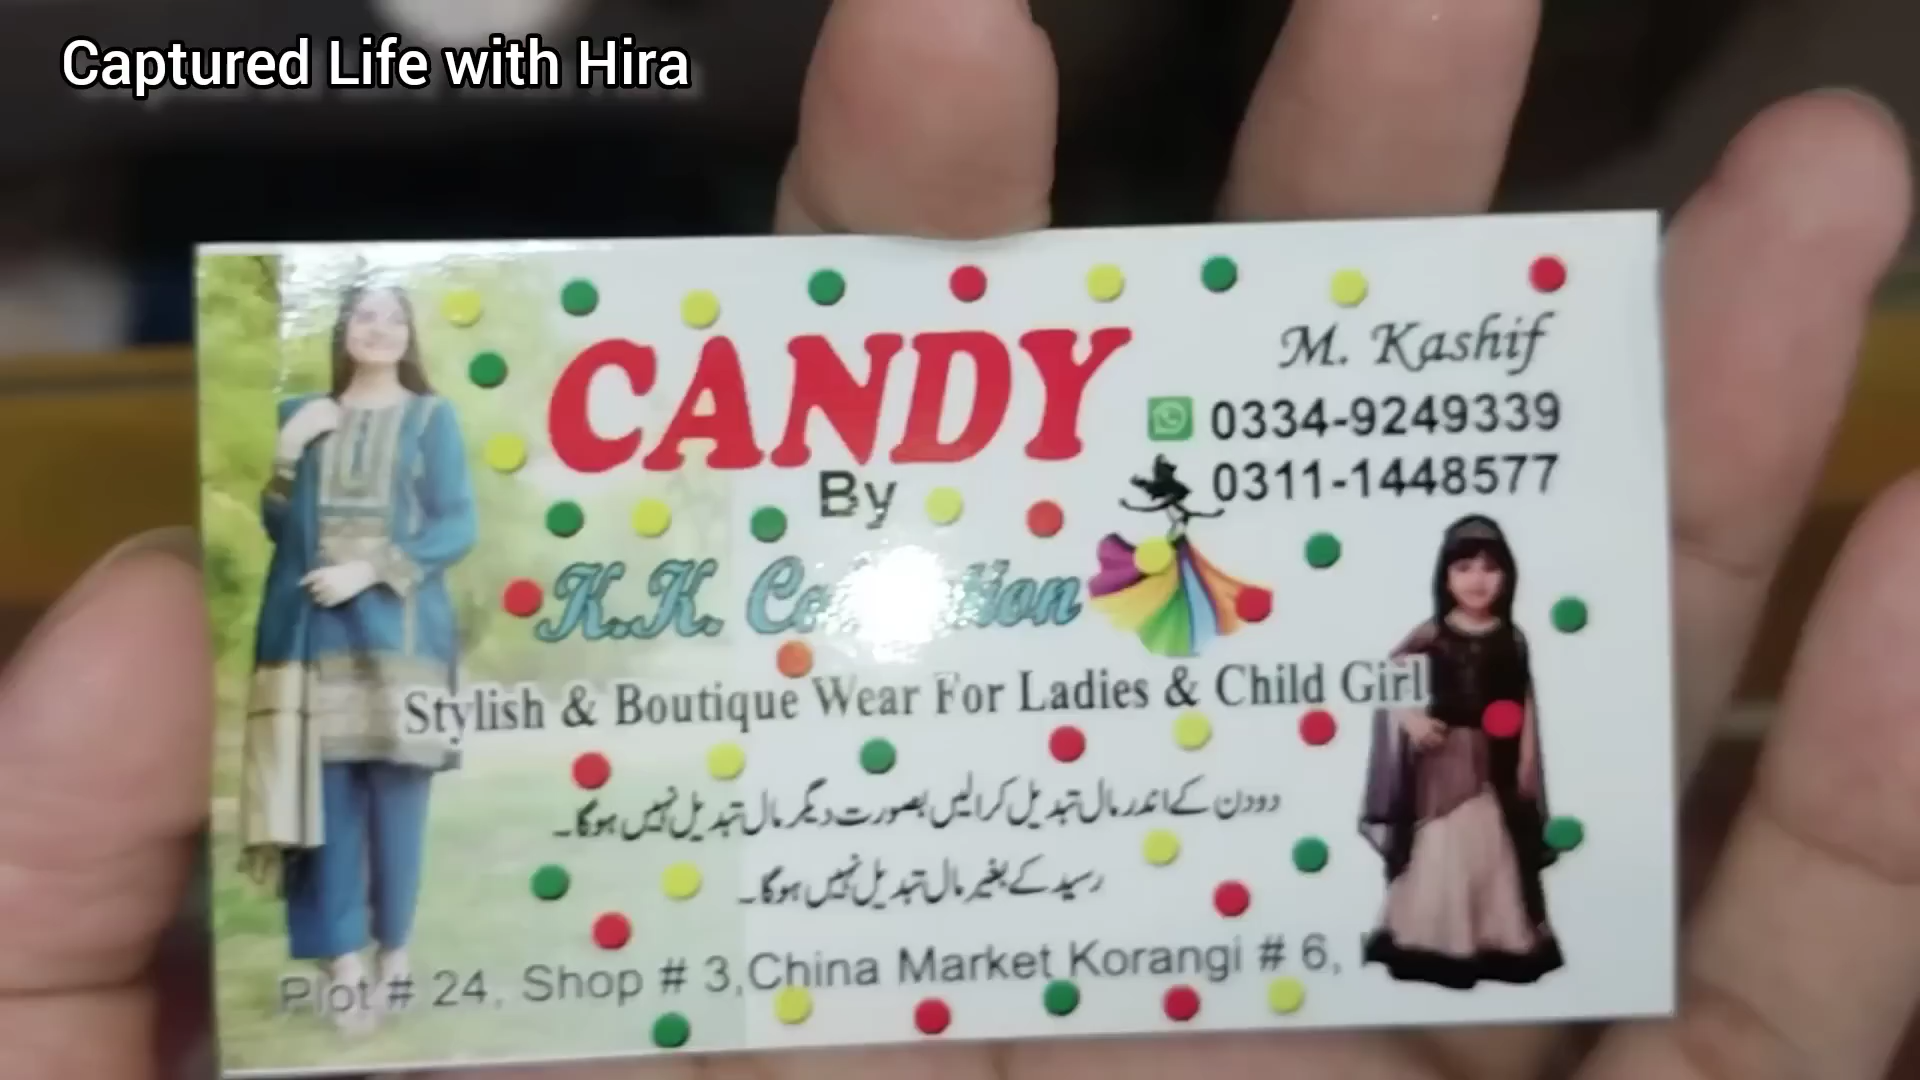 Captured Life with Hira
M. Kashif
0334-9249339
0311-1448577
CANDY
By
K.K.
Stylish & Boutique Wear For Ladies & Child Girl
دودن کے اندر مال تبدیل کرالیں بصورت دیگر مال تبدیل نہیں ہوگا۔
رسید کے بغیر مال تبدیل نہیں ہوگا۔
Plot # 24, Shop # 3,China Market Korangi # 6,